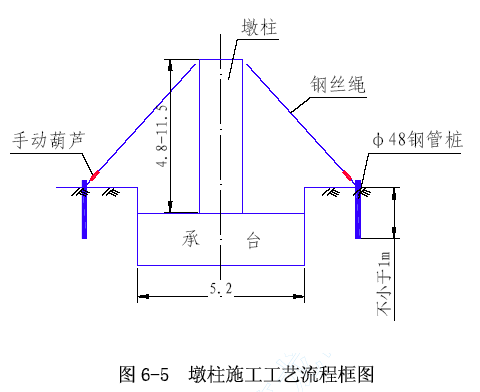 墩柱
钢丝绳
手动葫芦
φ48钢管桩
4.8-11.5
承 台
不小于1m
5.2
图 6-5 墩柱施工工艺流程框图